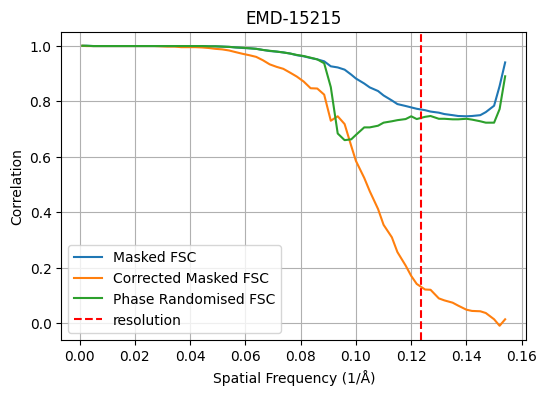 EMD-15215
1.0
0.8
0.6
0.4
0.2
0.0
Correlation
Masked FSC
Corrected Masked FSC
Phase Randomised FSC
resolution
0.00 0.02 0.04 0.06 0.08 0.10 0.12 0.14 0.16
Spatial Frequency (1/Å)